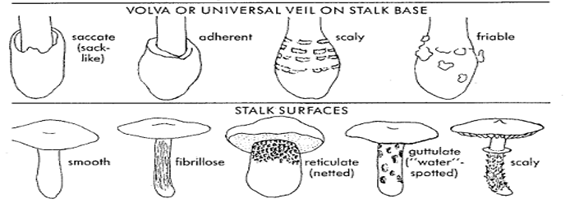 VOLVA OR UNIVERSAL VEIL ON STALK BASE
saccate
(sack-
like)
adherent
scaly
friable
STALK SURFACES
smooth
fibrillose
reticulate
(netted)
guttulate
("water"-
spotted)
scaly